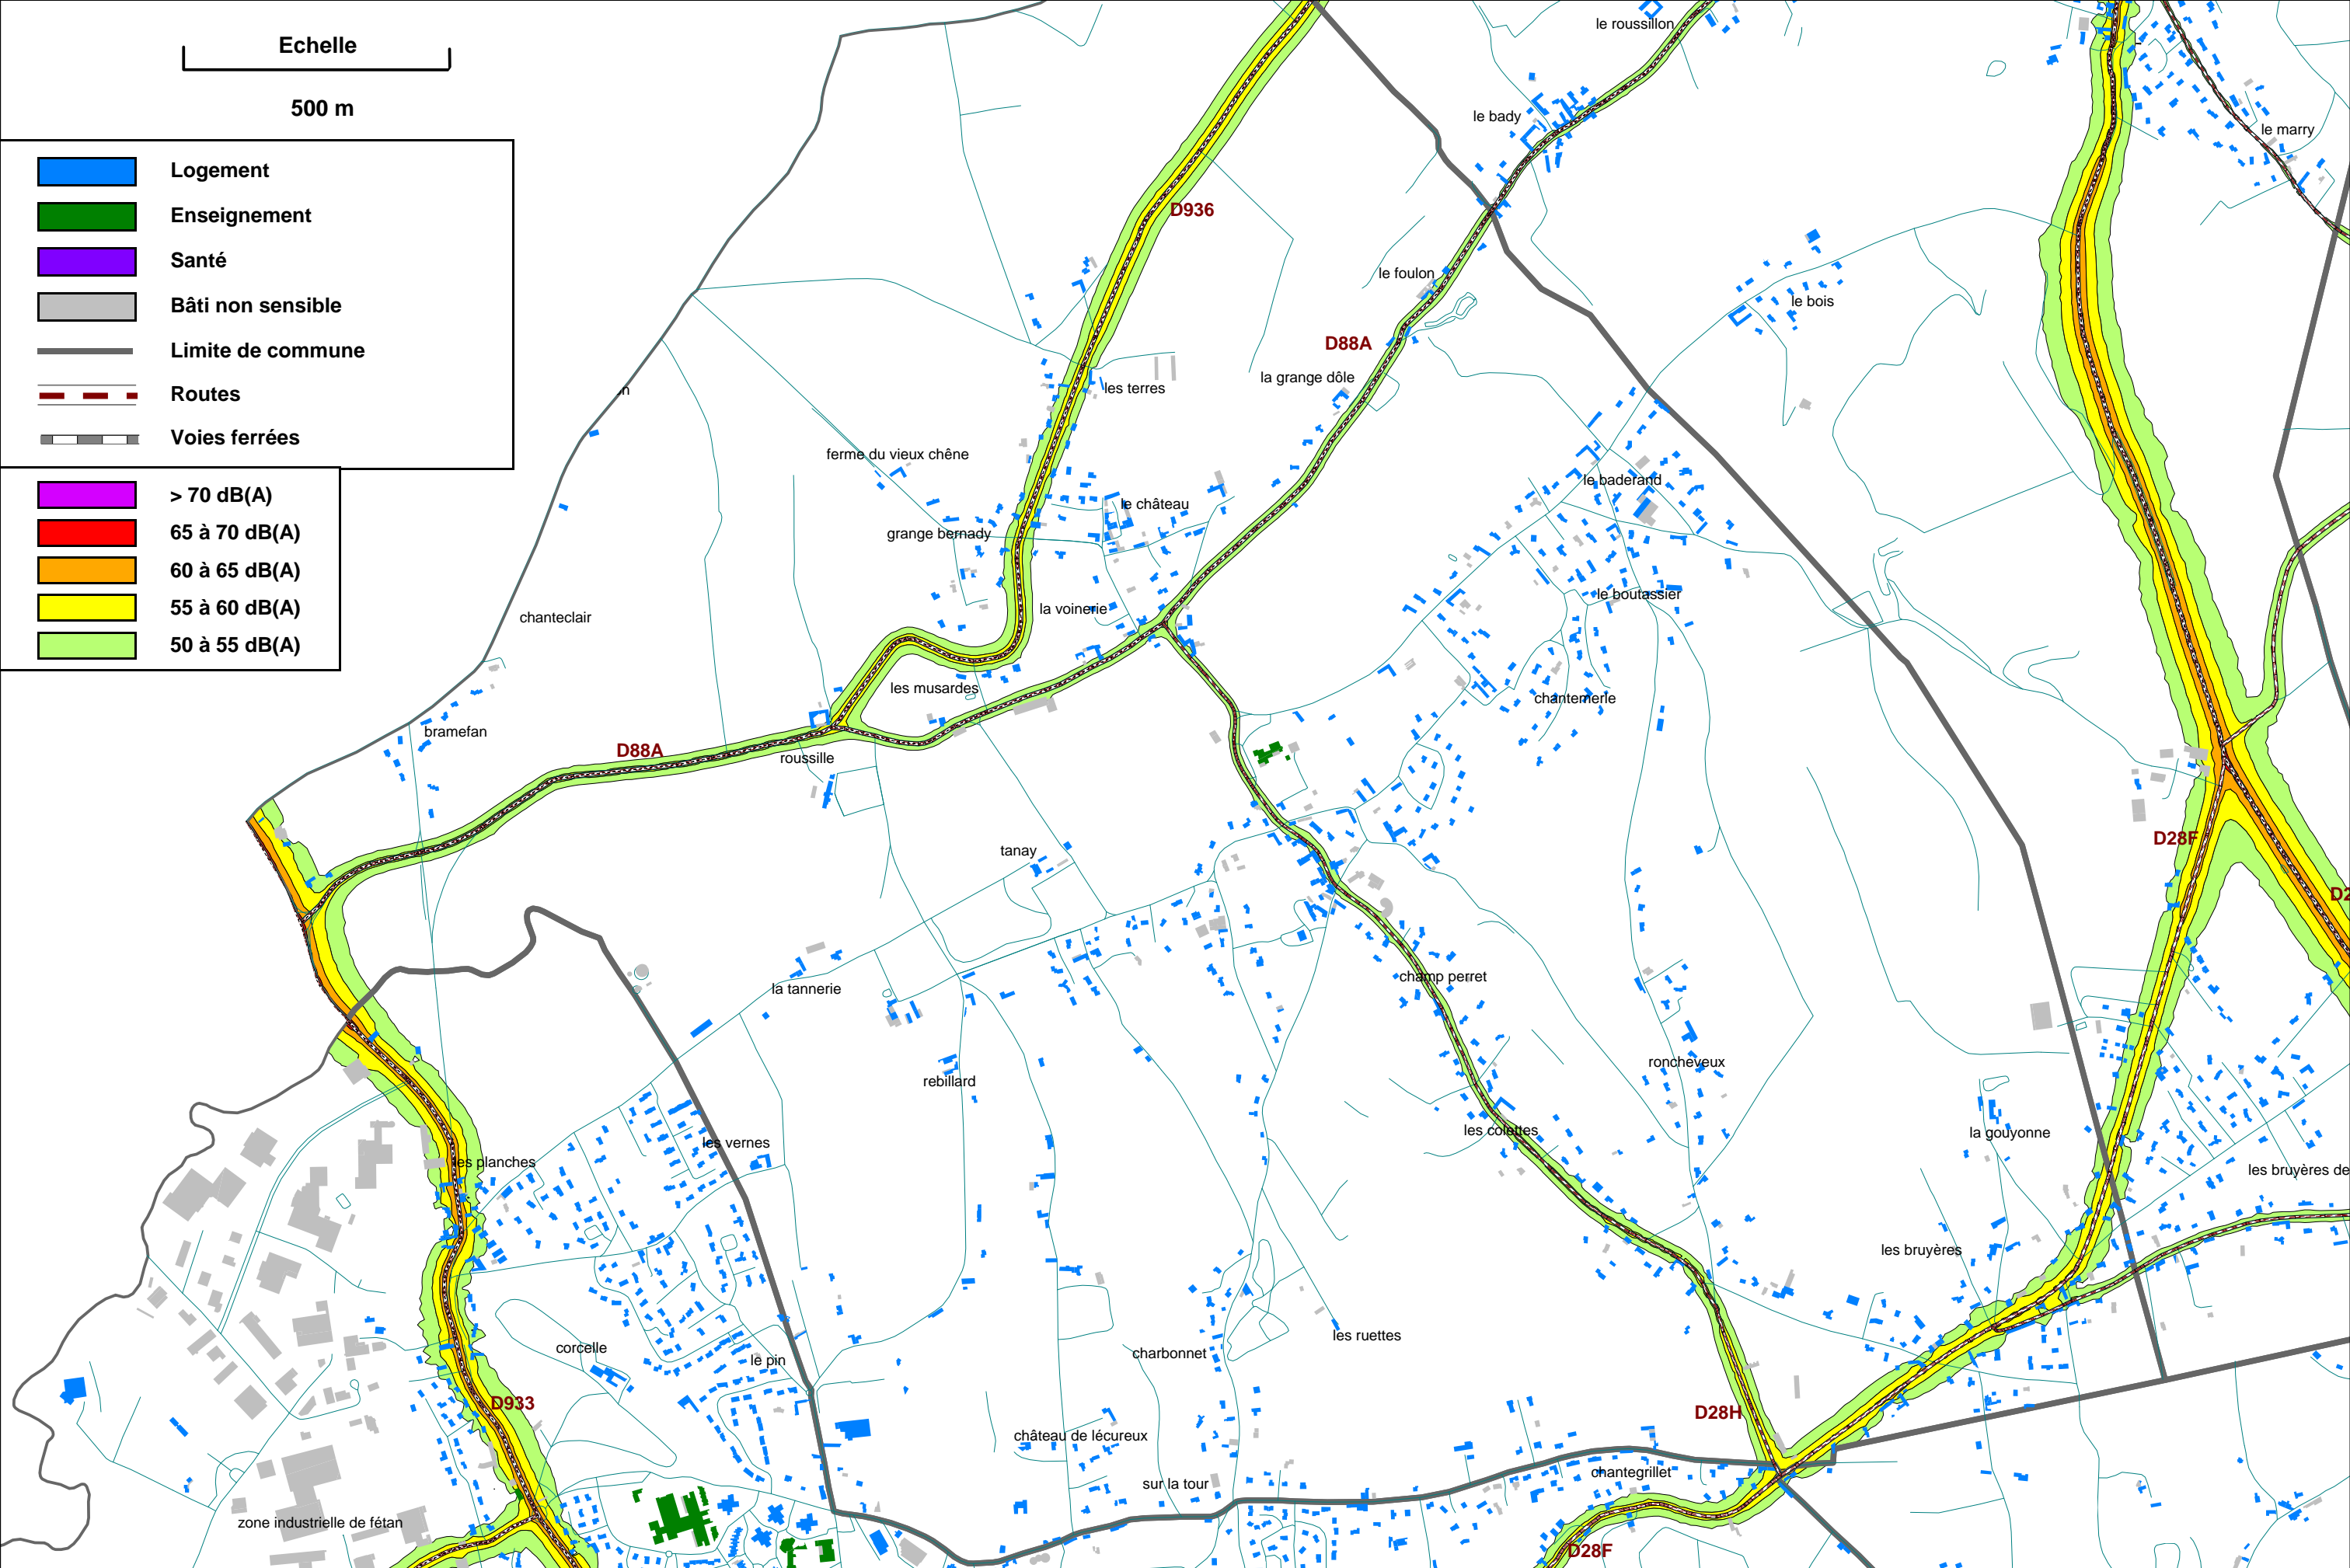 Echelle
500 m
Logement
Enseignement
Santé
Bâti non sensible
Limite de commune
Routes
Voies ferrées
> 70 dB(A)
65 à 70 dB(A)
60 à 65 dB(A)
55 à 60 dB(A)
50 à 55 dB(A)
le roussillon
le bady
le marry
D936
le foulon
le bois
D88A
la grange dôle
les terres
ferme du vieux chêne
le baderand
le château
grange bernady
le boutassier
la voinerie
chanteclair
les musardes
chantemerle
bramefan
D88A
roussille
D28F
tanay
D2
champ perret
la tannerie
roncheveux
rebillard
les colettes
la gouyonne
les vernes
les planches
les bruyères de
les bruyères
les ruettes
corcelle
charbonnet
le pin
D933
D28H
château de lécureux
chantegrillet
sur la tour
zone industrielle de fétan
D28F